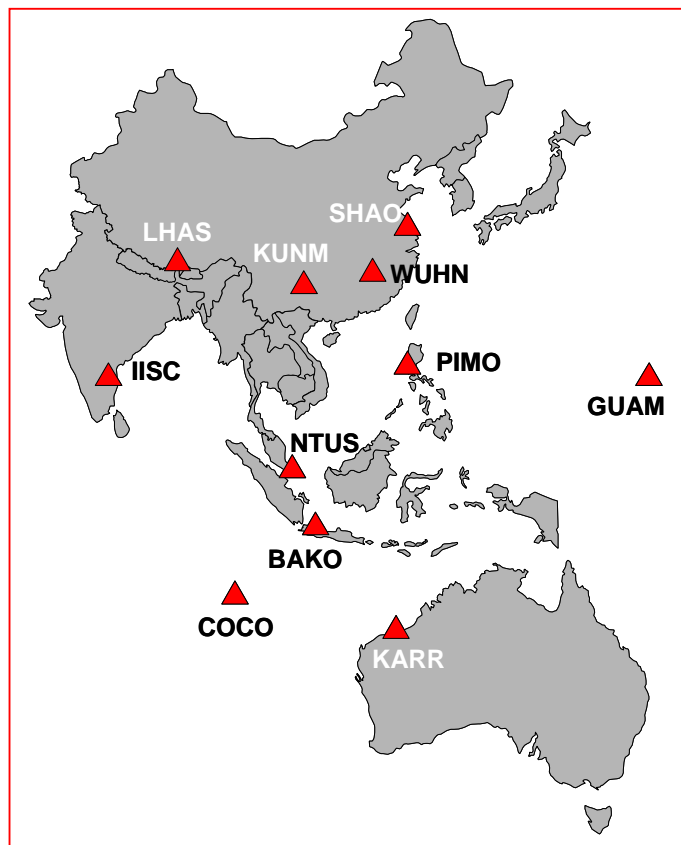 SHAO
LHAS
KUNM
WUHN
PIMO
IISC
GUAM
NTUS
BAKO
COCO
KARR